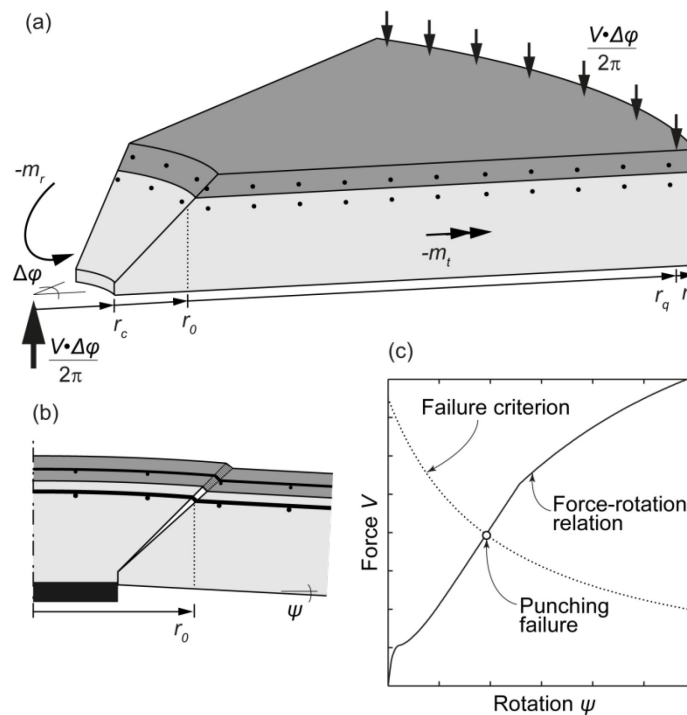 (a)
V•Δφ
2π
-m_r
-m_t
Δφ
r_c
r_0
r_q
r
V•Δφ
2π
(b)
ψ
r_0
(c)
Failure criterion
Force-rotation
relation
Punching
failure
Force V
Rotation ψ